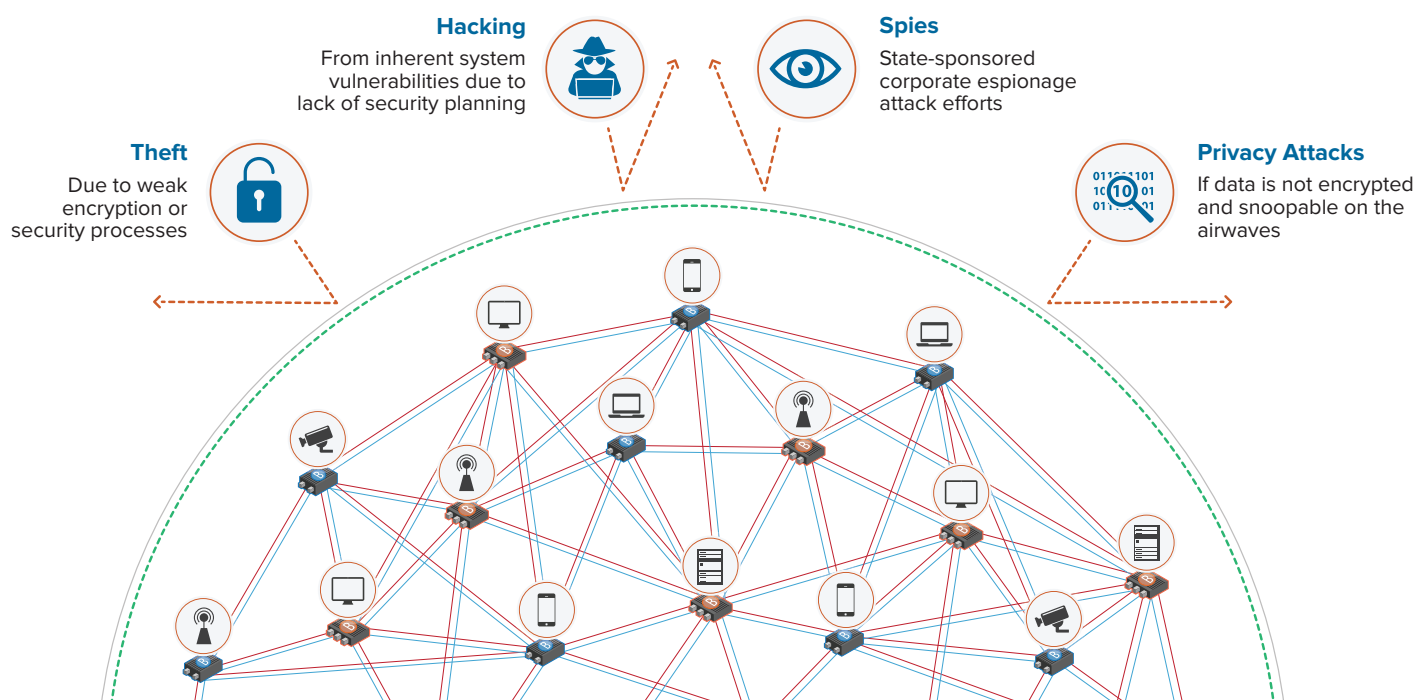 Hacking
From inherent system
vulnerabilities due to
lack of security planning
Spies
State-sponsored
corporate espionage
attack efforts
Theft
Due to weak
encryption or
security processes
Privacy Attacks
If data is not encrypted
and snoopable on the
airwaves
10